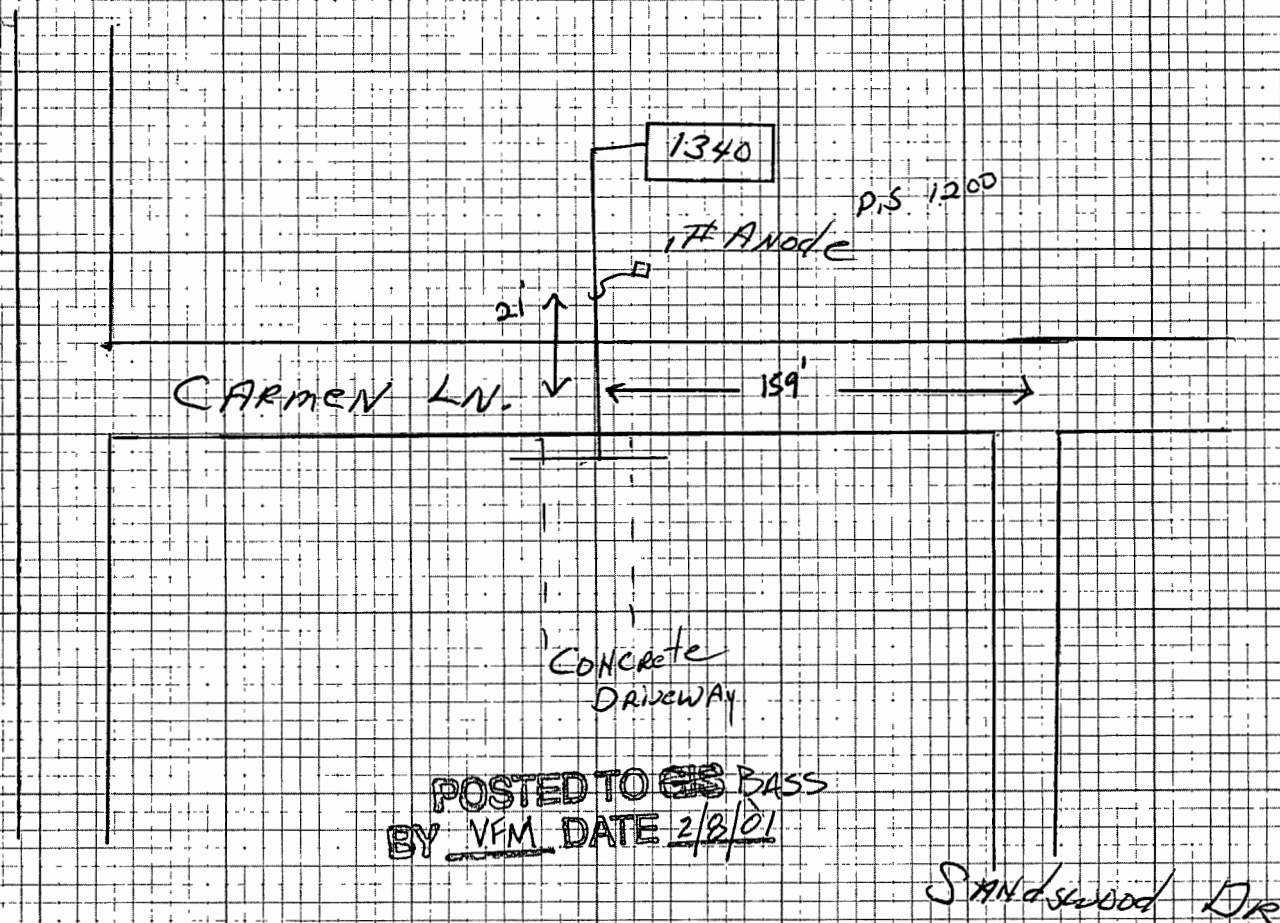 1340
P.S. 1200
1# ANode
21'
CARMEN LN.
159'
CONCRete
DRiveWAY
POSTED TO GIS BASS
BY VFM DATE 2/8/01
SANdswood DR